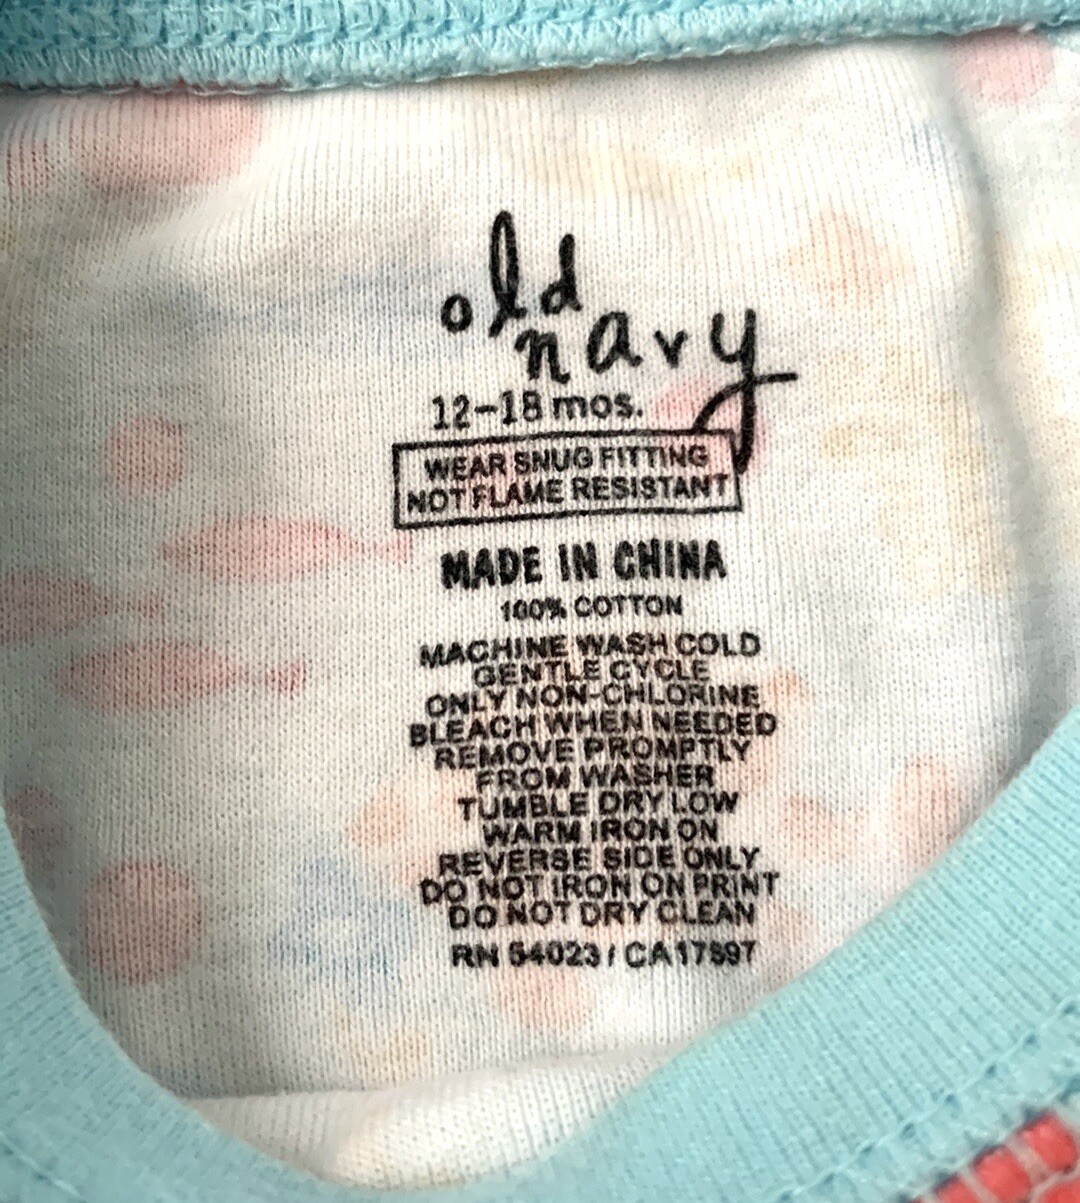 old
navy
12-18 mos.
WEAR SNUG FITTING
NOT FLAME RESISTANT
MADE IN CHINA
100% COTTON
MACHINE WASH COLD
GENTLE CYCLE
ONLY NON-CHLORINE
BLEACH WHEN NEEDED
REMOVE PROMPTLY
FROM WASHER
TUMBLE DRY LOW
WARM IRON ON
REVERSE SIDE ONLY
DO NOT IRON ON PRINT
DO NOT DRY CLEAN
RN 54023 / CA17897